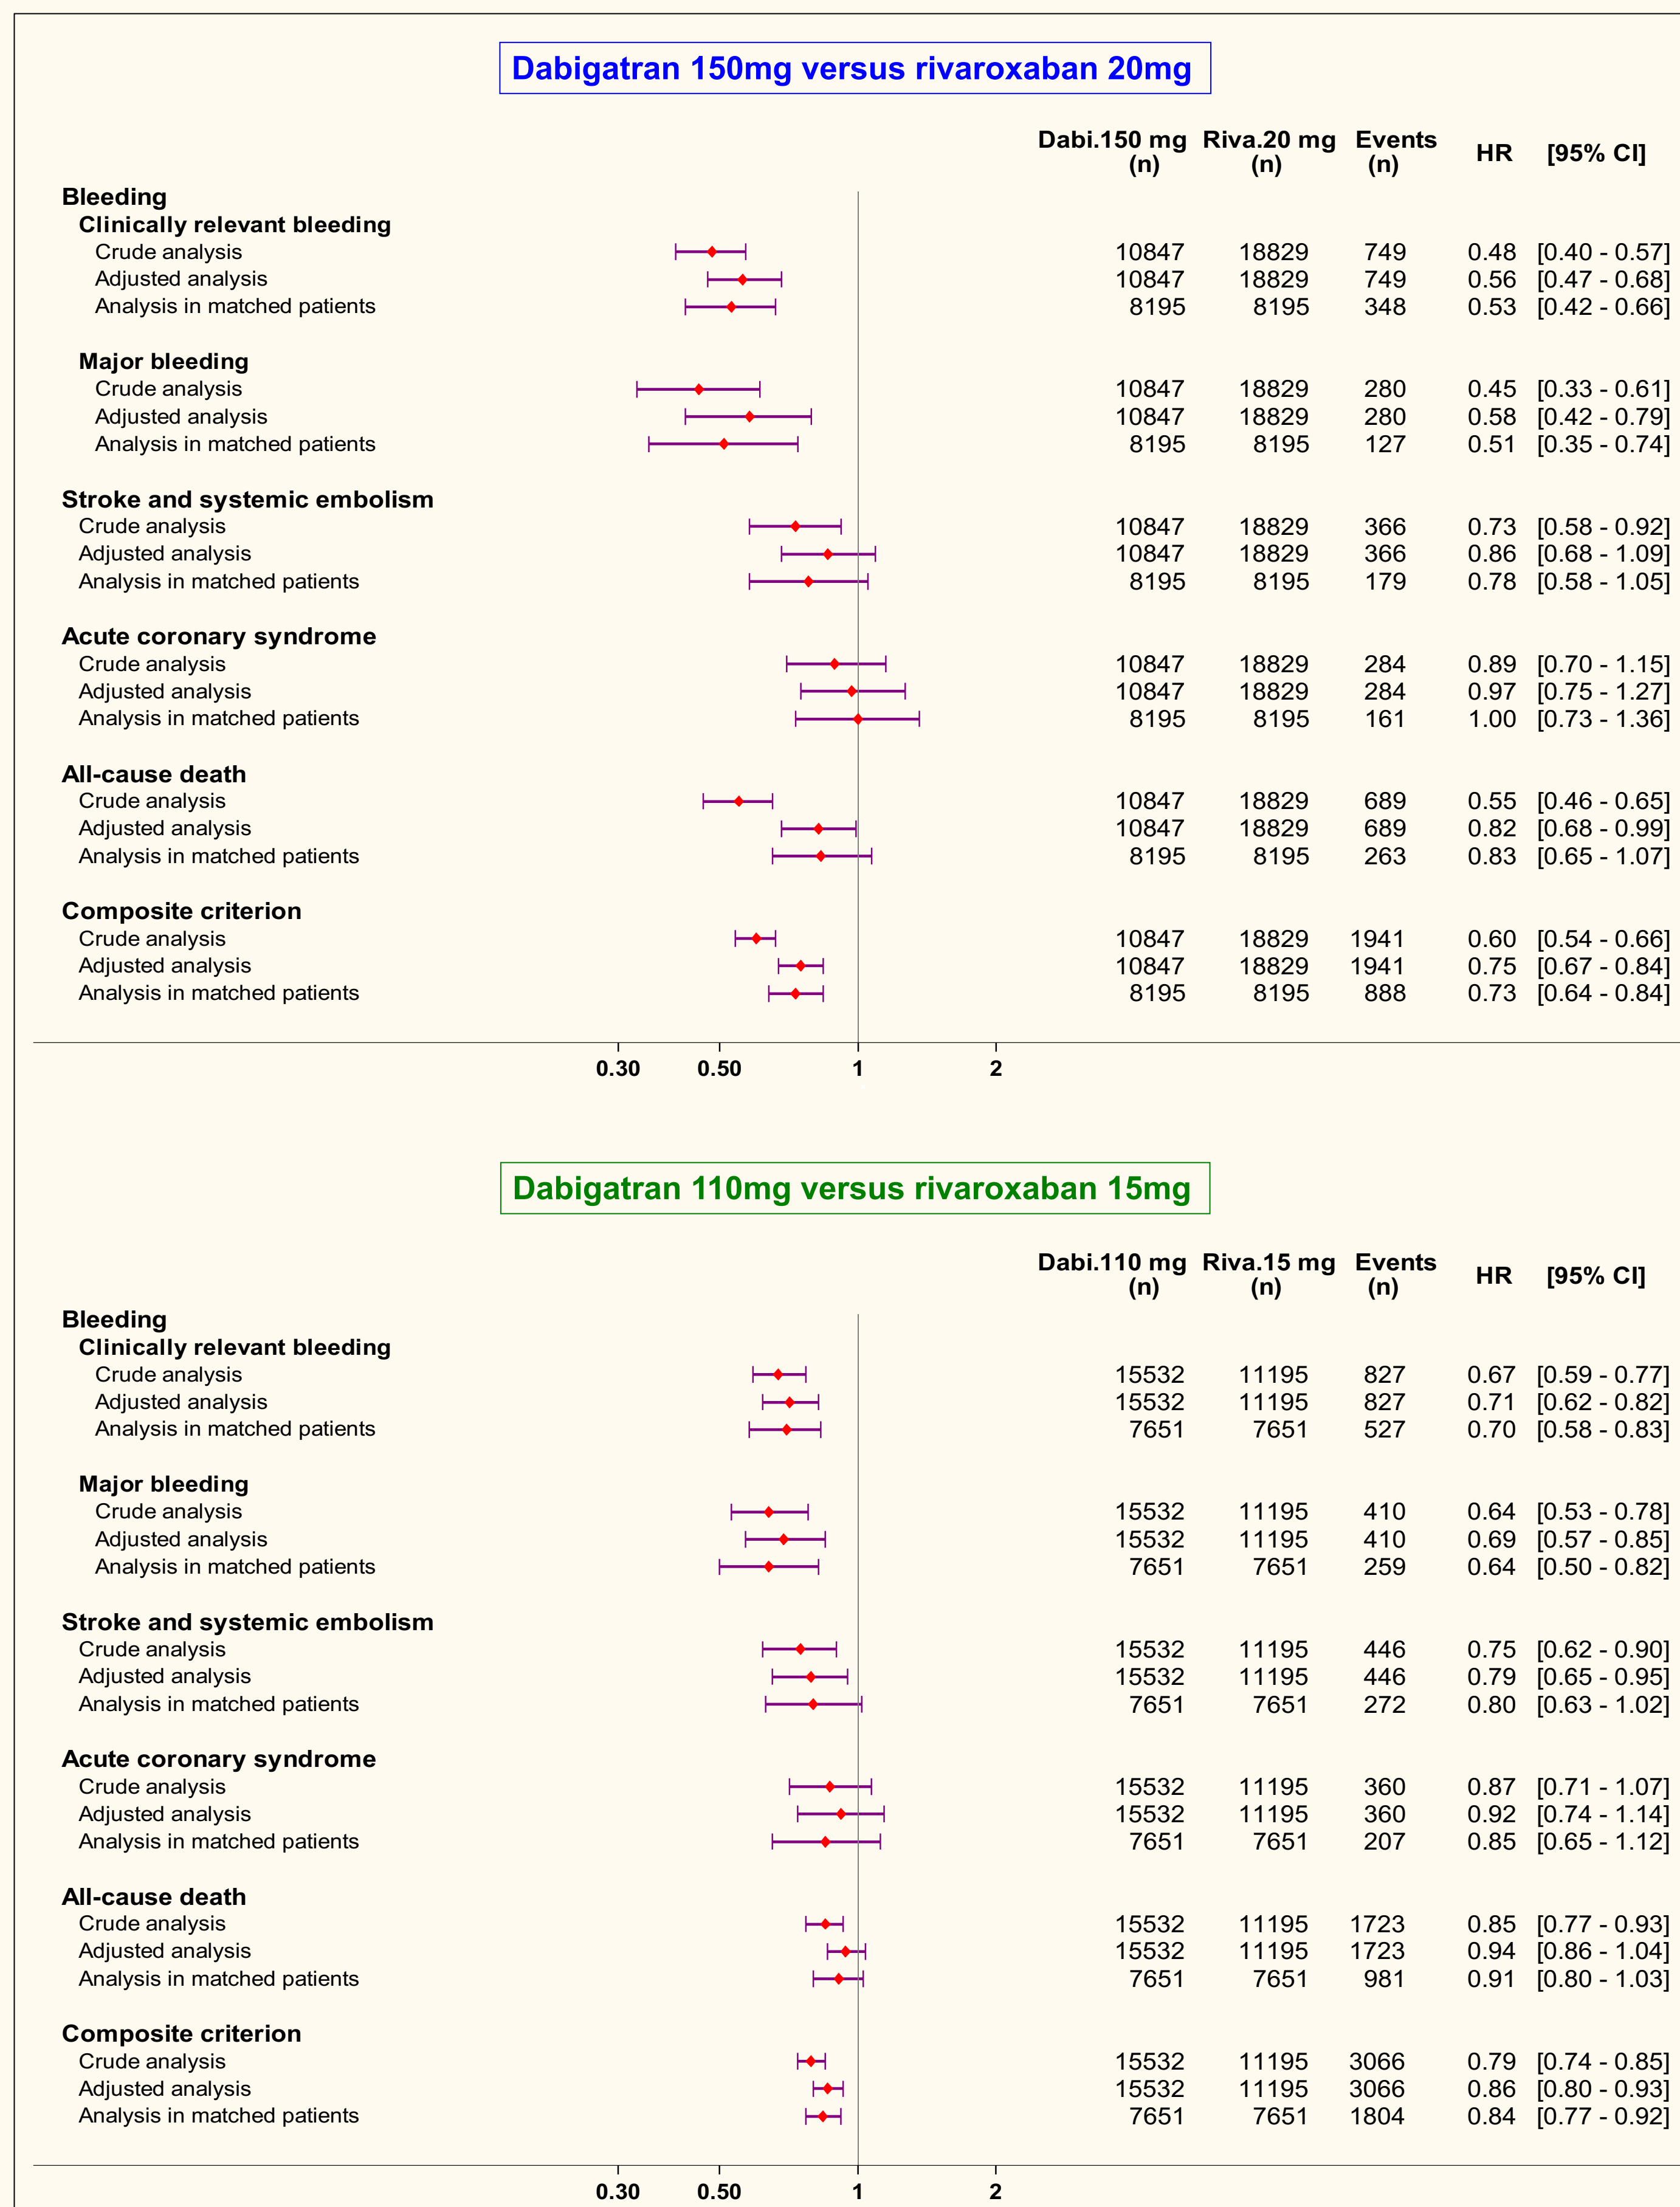 Dabigatran 150mg versus rivaroxaban 20mg
Dabi.150 mg Riva.20 mg Events HR [95% CI]
(n) (n) (n)
Bleeding
Clinically relevant bleeding
Crude analysis 10847 18829 749 0.48 [0.40 - 0.57]
Adjusted analysis 10847 18829 749 0.56 [0.47 - 0.68]
Analysis in matched patients 8195 8195 348 0.53 [0.42 - 0.66]
Major bleeding
Crude analysis 10847 18829 280 0.45 [0.33 - 0.61]
Adjusted analysis 10847 18829 280 0.58 [0.42 - 0.79]
Analysis in matched patients 8195 8195 127 0.51 [0.35 - 0.74]
Stroke and systemic embolism
Crude analysis 10847 18829 366 0.73 [0.58 - 0.92]
Adjusted analysis 10847 18829 366 0.86 [0.68 - 1.09]
Analysis in matched patients 8195 8195 179 0.78 [0.58 - 1.05]
Acute coronary syndrome
Crude analysis 10847 18829 284 0.89 [0.70 - 1.15]
Adjusted analysis 10847 18829 284 0.97 [0.75 - 1.27]
Analysis in matched patients 8195 8195 161 1.00 [0.73 - 1.36]
All-cause death
Crude analysis 10847 18829 689 0.55 [0.46 - 0.65]
Adjusted analysis 10847 18829 689 0.82 [0.68 - 0.99]
Analysis in matched patients 8195 8195 263 0.83 [0.65 - 1.07]
Composite criterion
Crude analysis 10847 18829 1941 0.60 [0.54 - 0.66]
Adjusted analysis 10847 18829 1941 0.75 [0.67 - 0.84]
Analysis in matched patients 8195 8195 888 0.73 [0.64 - 0.84]
0.30 0.50 1 2
Dabigatran 110mg versus rivaroxaban 15mg
Dabi.110 mg Riva.15 mg Events HR [95% CI]
(n) (n) (n)
Bleeding
Clinically relevant bleeding
Crude analysis 15532 11195 827 0.67 [0.59 - 0.77]
Adjusted analysis 15532 11195 827 0.71 [0.62 - 0.82]
Analysis in matched patients 7651 7651 527 0.70 [0.58 - 0.83]
Major bleeding
Crude analysis 15532 11195 410 0.64 [0.53 - 0.78]
Adjusted analysis 15532 11195 410 0.69 [0.57 - 0.85]
Analysis in matched patients 7651 7651 259 0.64 [0.50 - 0.82]
Stroke and systemic embolism
Crude analysis 15532 11195 446 0.75 [0.62 - 0.90]
Adjusted analysis 15532 11195 446 0.79 [0.65 - 0.95]
Analysis in matched patients 7651 7651 272 0.80 [0.63 - 1.02]
Acute coronary syndrome
Crude analysis 15532 11195 360 0.87 [0.71 - 1.07]
Adjusted analysis 15532 11195 360 0.92 [0.74 - 1.14]
Analysis in matched patients 7651 7651 207 0.85 [0.65 - 1.12]
All-cause death
Crude analysis 15532 11195 1723 0.85 [0.77 - 0.93]
Adjusted analysis 15532 11195 1723 0.94 [0.86 - 1.04]
Analysis in matched patients 7651 7651 981 0.91 [0.80 - 1.03]
Composite criterion
Crude analysis 15532 11195 3066 0.79 [0.74 - 0.85]
Adjusted analysis 15532 11195 3066 0.86 [0.80 - 0.93]
Analysis in matched patients 7651 7651 1804 0.84 [0.77 - 0.92]
0.30 0.50 1 2